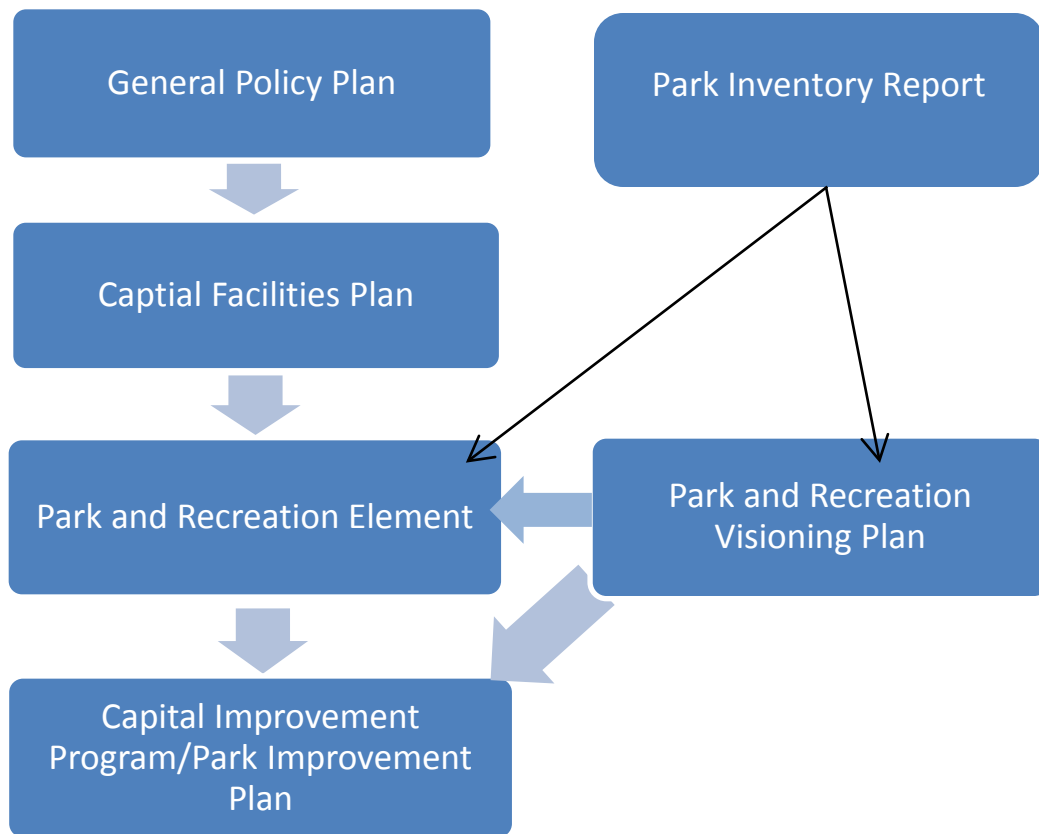 General Policy Plan
Park Inventory Report
Captial Facilities Plan
Park and Recreation Element
Park and Recreation
Visioning Plan
Capital Improvement
Program/Park Improvement
Plan